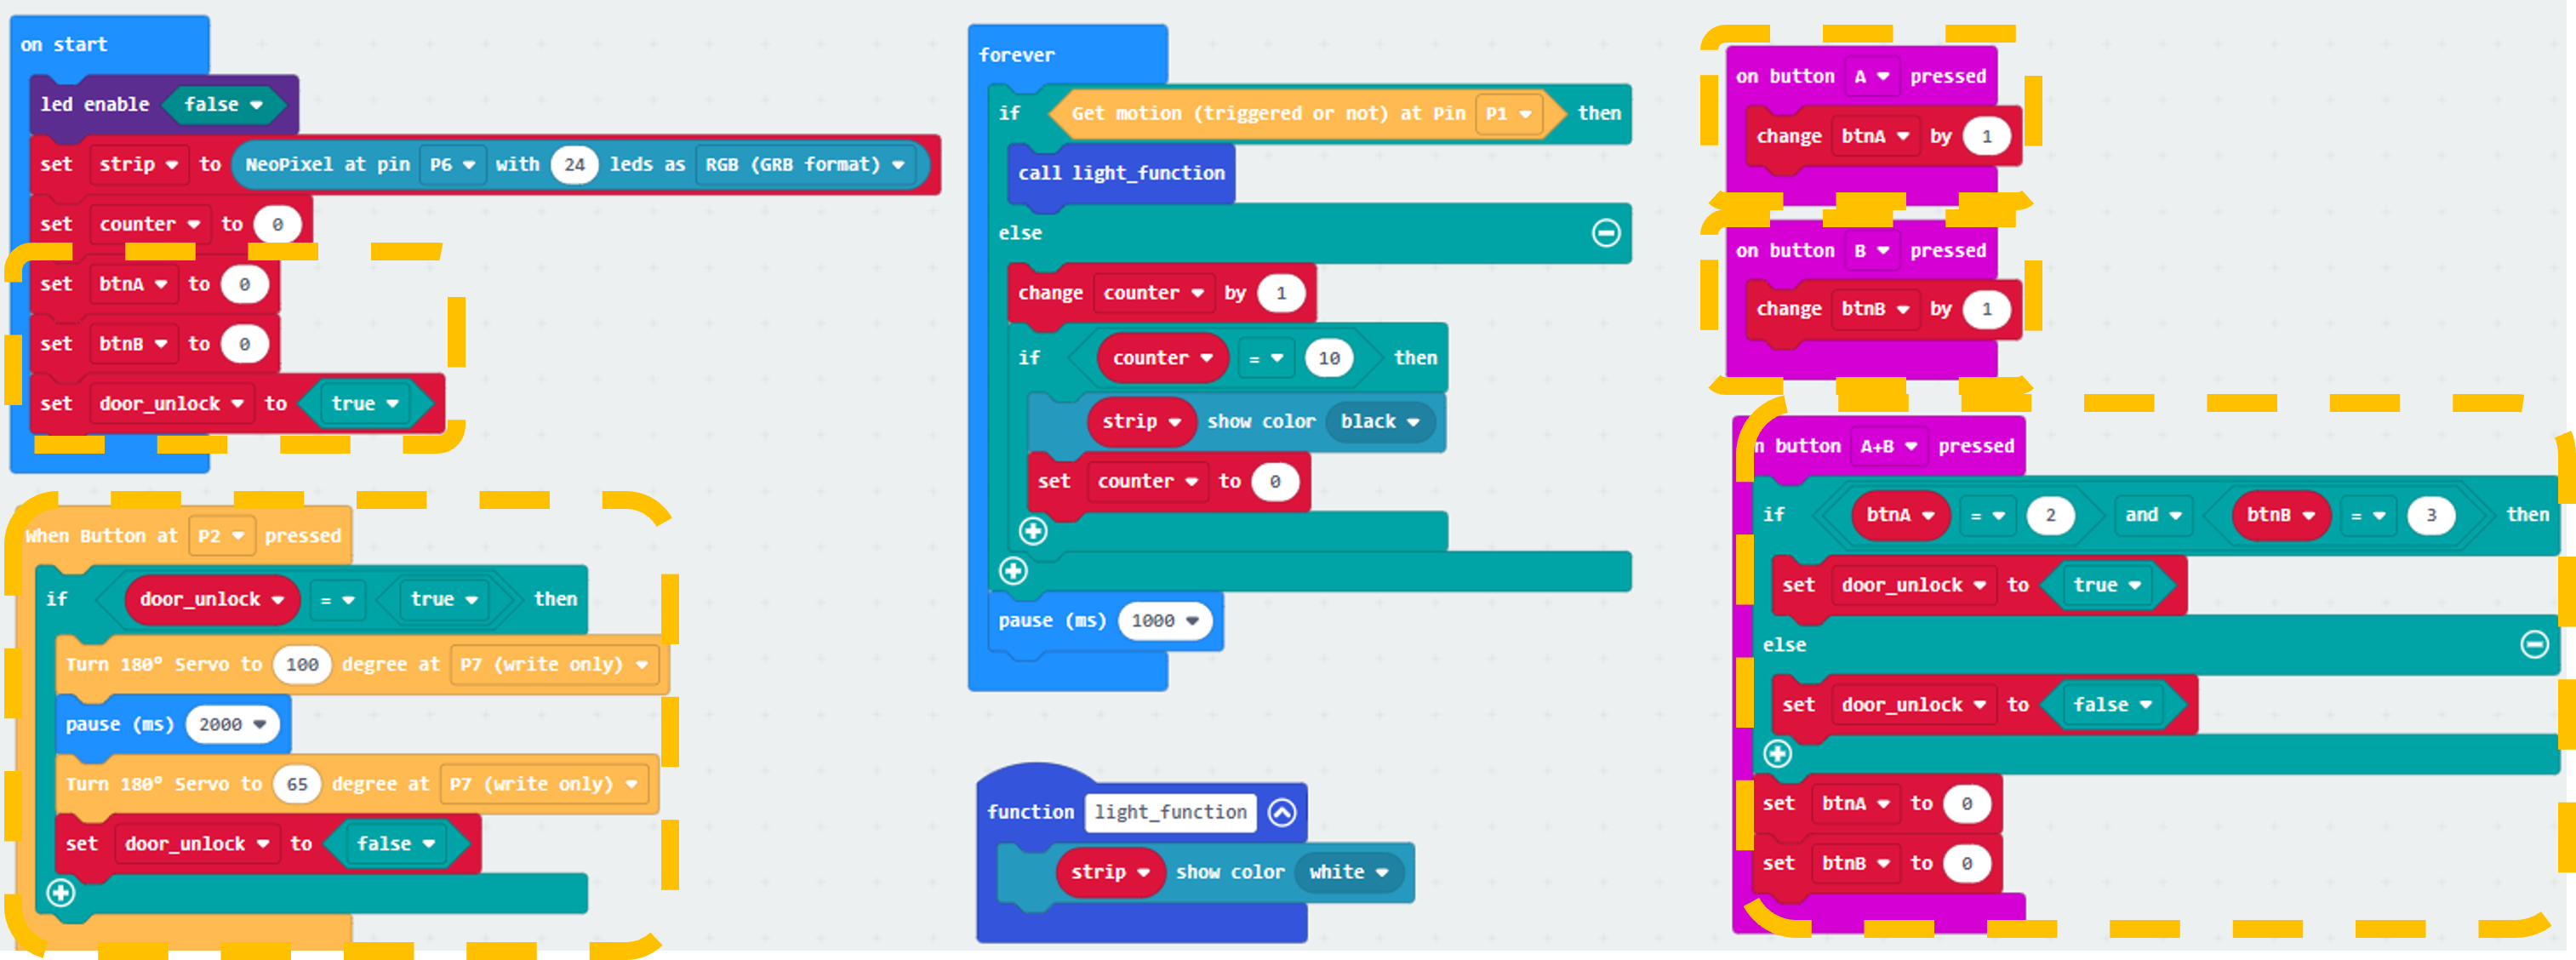 on start
led enable false
set strip to NeoPixel at pin P6 with 24 leds as RGB (GRB format)
set counter to 0
set btnA to 0
set btnB to 0
set door_unlock to true
When Button at P2 pressed
if door_unlock = true then
Turn 180° Servo to 100 degree at P7 (write only)
pause (ms) 2000
Turn 180° Servo to 65 degree at P7 (write only)
set door_unlock to false
forever
if Get motion (triggered or not) at Pin P1 then
call light_function
else
change counter by 1
if counter = 10 then
strip show color black
set counter to 0
pause (ms) 1000
function light_function
strip show color white
on button A pressed
change btnA by 1
on button B pressed
change btnB by 1
n button A+B pressed
if btnA = 2 and btnB = 3 then
set door_unlock to true
else
set door_unlock to false
set btnA to 0
set btnB to 0